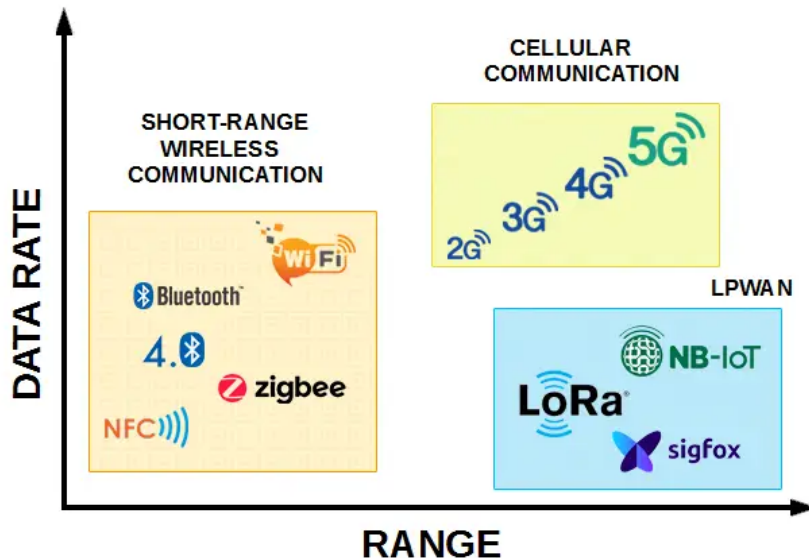 CELLULAR
COMMUNICATION
SHORT-RANGE
WIRELESS
COMMUNICATION
5G
4G
3G
2G
WiFi
Bluetooth™
4.0
zigbee
NFC
LPWAN
NB-IoT
LoRa®
sigfox
DATA RATE
RANGE